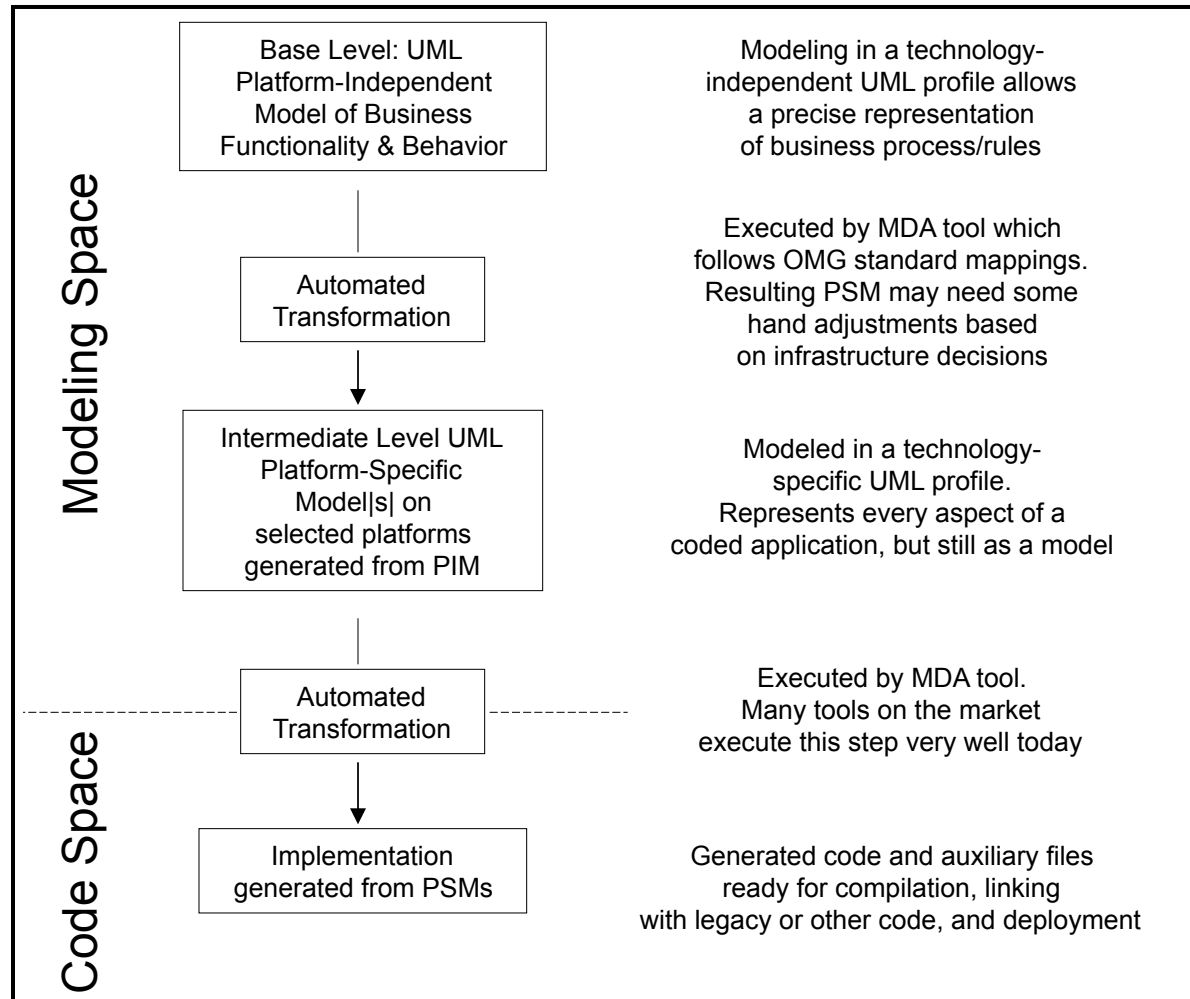 Modeling Space
Base Level: UML
Platform-Independent
Model of Business
Functionality & Behavior
Modeling in a technology-
independent UML profile allows
a precise representation
of business process/rules
Automated
Transformation
Executed by MDA tool which
follows OMG standard mappings.
Resulting PSM may need some
hand adjustments based
on infrastructure decisions
Intermediate Level UML
Platform-Specific
Model|s| on
selected platforms
generated from PIM
Modeled in a technology-
specific UML profile.
Represents every aspect of a
coded application, but still as a model
Automated
Transformation
Executed by MDA tool.
Many tools on the market
execute this step very well today
Code Space
Implementation
generated from PSMs
Generated code and auxiliary files
ready for compilation, linking
with legacy or other code, and deployment